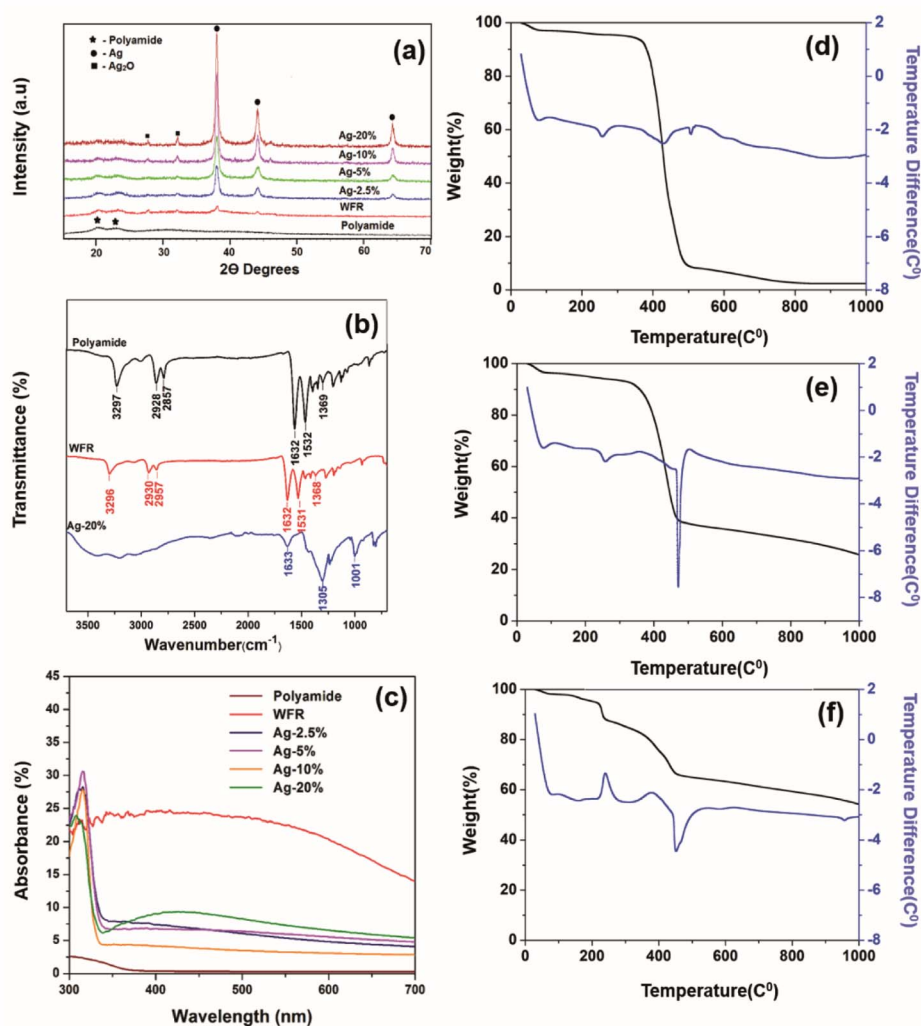 (a)
★ - Polyamide
● - Ag
■ - Ag₂O
Intensity (a.u)
Ag-20%
Ag-10%
Ag-5%
Ag-2.5%
WFR
Polyamide
20 30 40 50 60 70
2Θ Degrees
(b)
Transmittance (%)
Polyamide
3297 2928 2857 1632 1532 1369
WFR
3296 2930 2957 1632 1531 1368
Ag-20%
1633 1305 1001
3500 3000 2500 2000 1500 1000
Wavenumber(cm⁻¹)
(c)
Absorbance (%)
45
40
35
30
25
20
15
10
5
0
Polyamide
WFR
Ag-2.5%
Ag-5%
Ag-10%
Ag-20%
300 400 500 600 700
Wavelength (nm)
(d)
Weight(%)
100
80
60
40
20
0
0 200 400 600 800 1000
Temperature(C⁰)
2
0
-2
-4
-6
-8
Temperature Difference(C⁰)
(e)
Weight(%)
100
80
60
40
20
0
0 200 400 600 800 1000
Temperature(C⁰)
2
0
-2
-4
-6
-8
Temperature Difference(C⁰)
(f)
Weight(%)
100
80
60
40
20
0
0 200 400 600 800 1000
Temperature(C⁰)
2
0
-2
-4
-6
-8
Temperature Difference(C⁰)